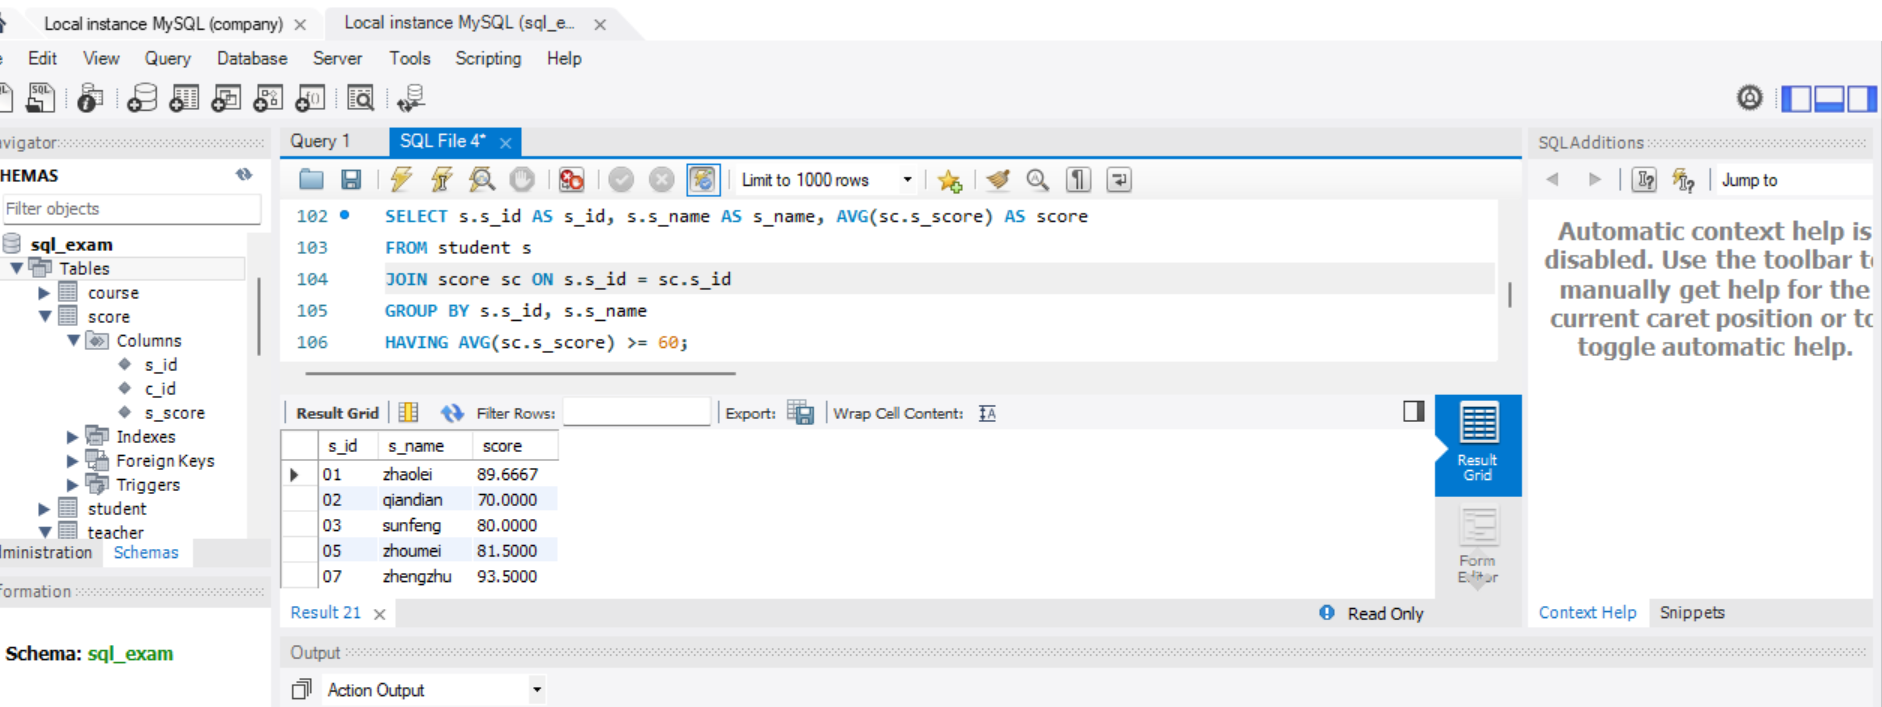 Local instance MySQL (company) ×
Local instance MySQL (sql_e... ×
Edit View Query Database Server Tools Scripting Help
Query 1
SQL File 4* ×
SQLAdditions
HEMAS
Filter objects
sql_exam
Tables
course
score
Columns
s_id
c_id
s_score
Indexes
Foreign Keys
Triggers
student
teacher
Schemas
Schema: sql_exam
Limit to 1000 rows
102 SELECT s.s_id AS s_id, s.s_name AS s_name, AVG(sc.s_score) AS score
103 FROM student s
104 JOIN score sc ON s.s_id = sc.s_id
105 GROUP BY s.s_id, s.s_name
106 HAVING AVG(sc.s_score) >= 60;
Result Grid Filter Rows: Export: Wrap Cell Content:
s_id s_name score
01 zhaolei 89.6667
02 qiandian 70.0000
03 sunfeng 80.0000
05 zhoumei 81.5000
07 zhengzhu 93.5000
Result
Grid
Form
Editor
Result 21 ×
Read Only
Output
Action Output
Jump to
Automatic context help is
disabled. Use the toolbar t
manually get help for the
current caret position or to
toggle automatic help.
Context Help Snippets